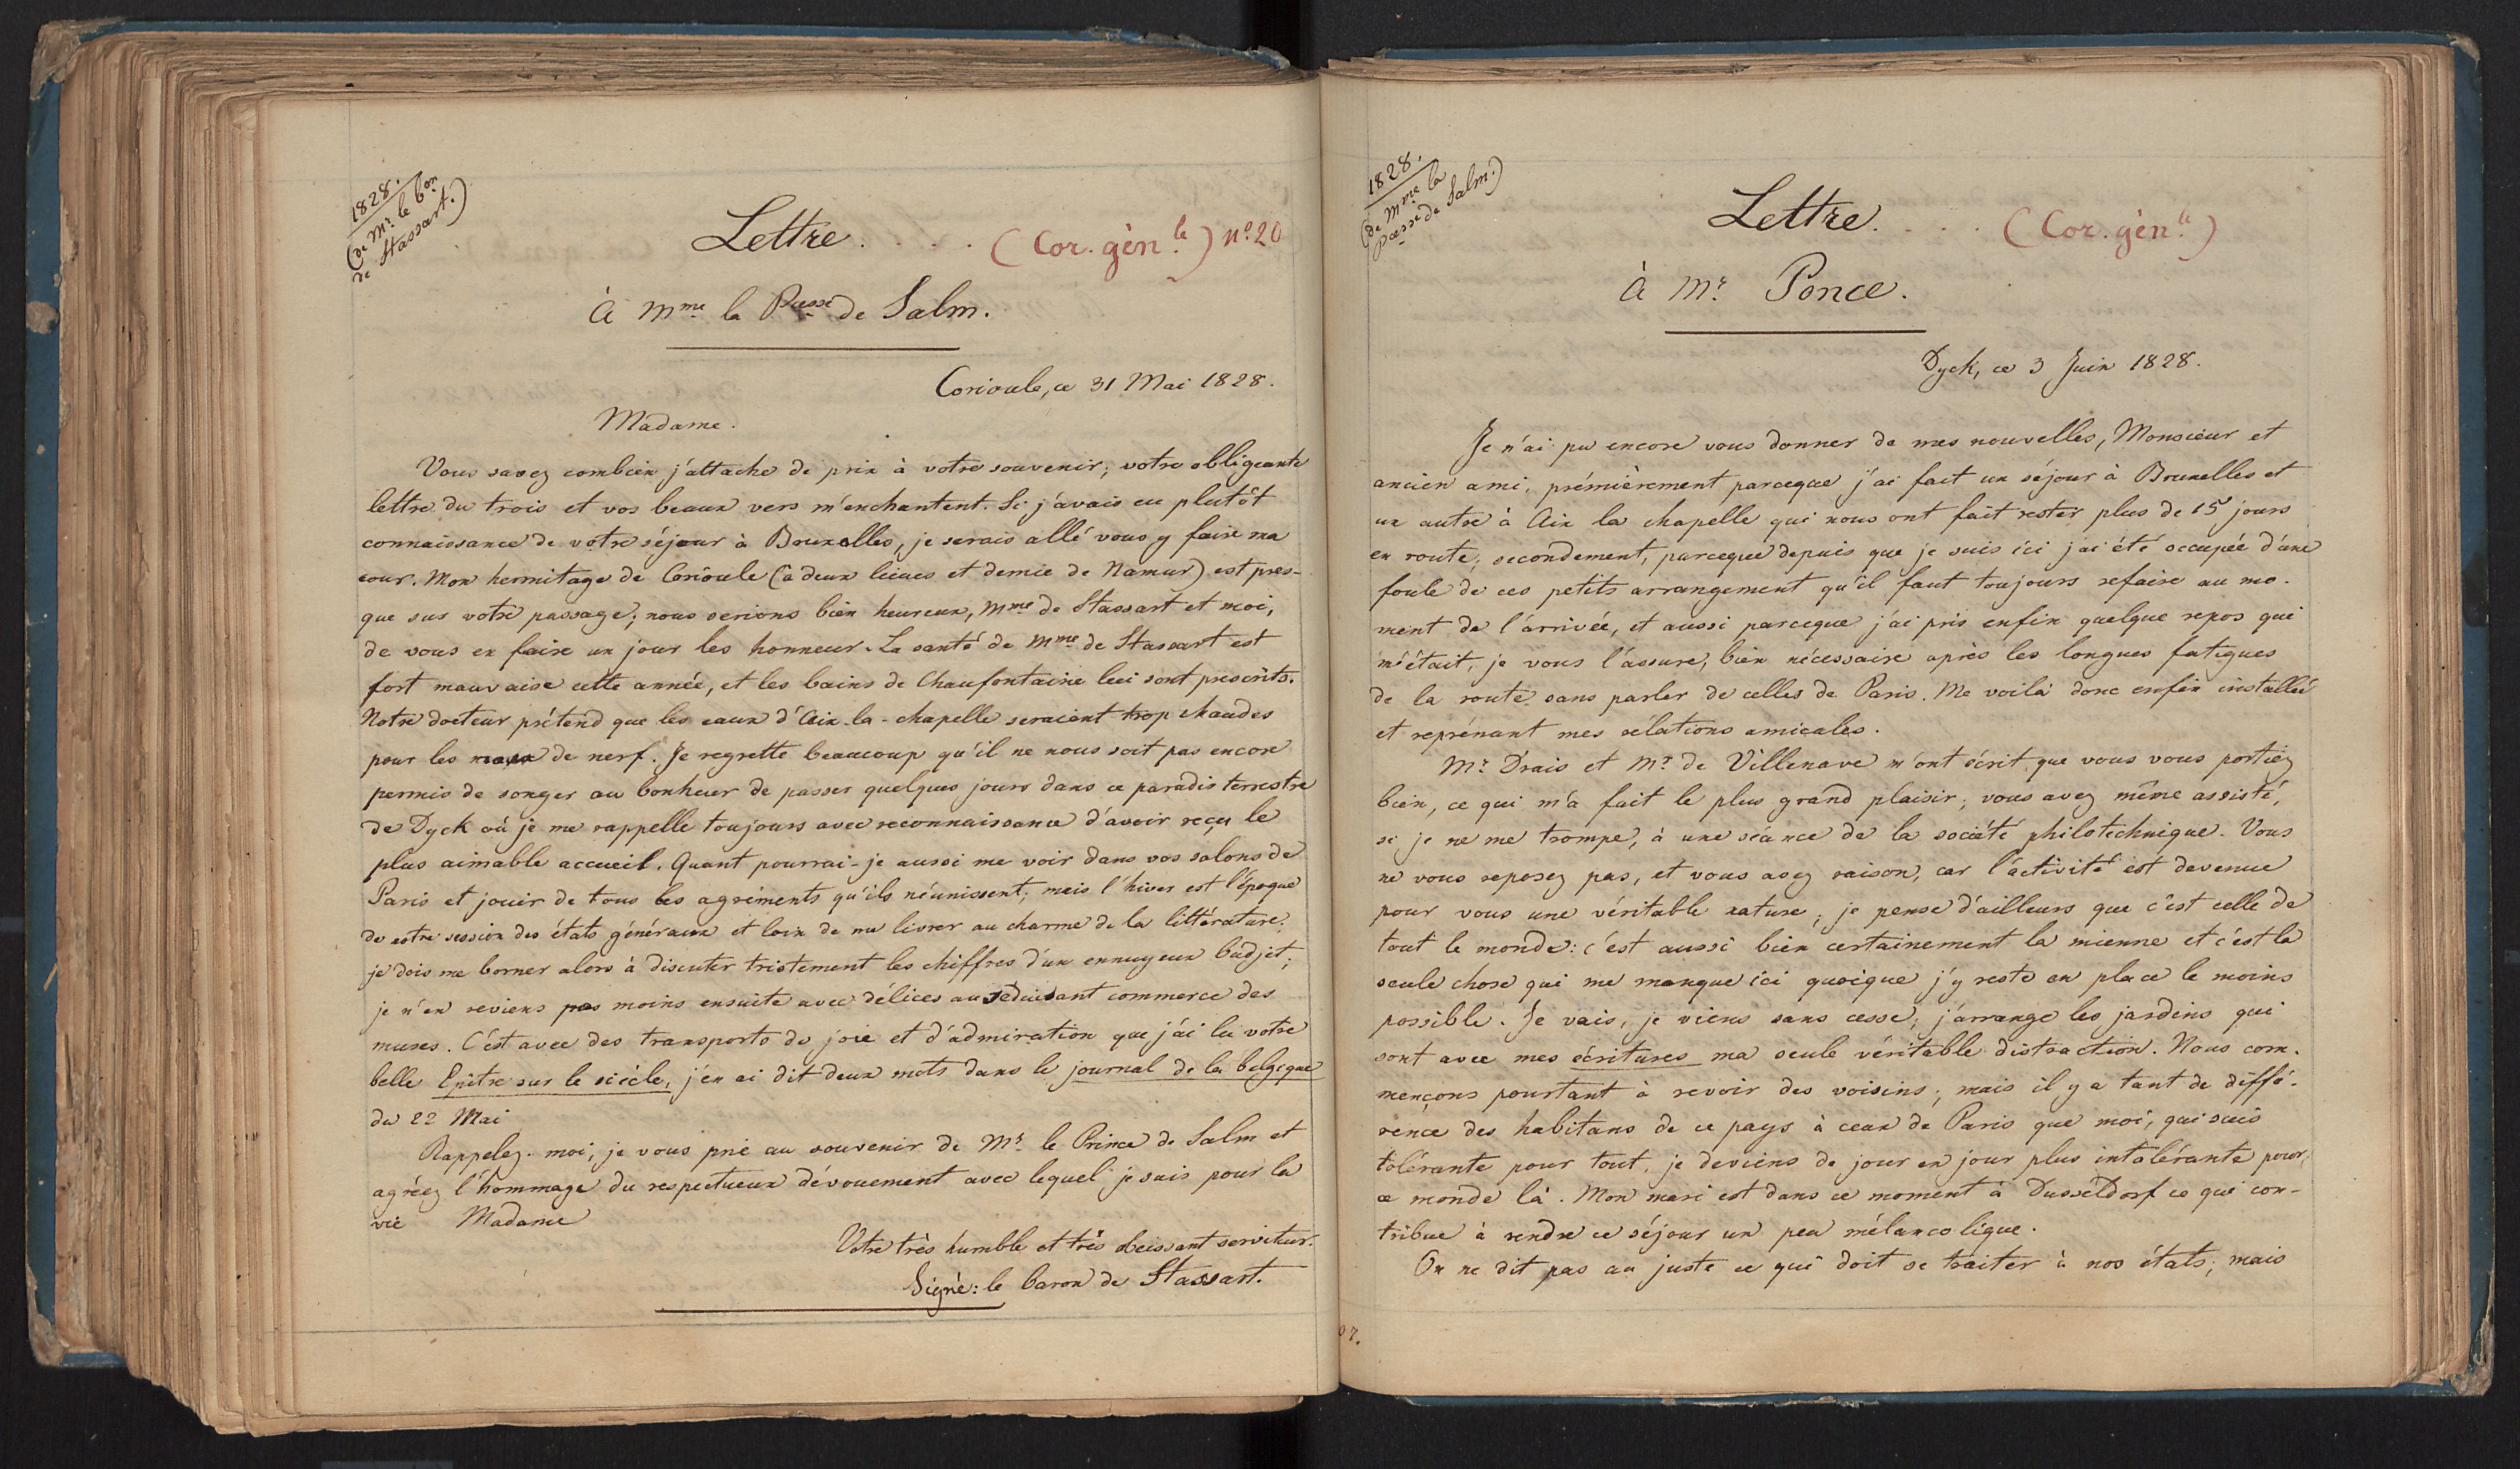 1828.
(de Mr. le bon
de Stassart.)
Lettre. . . . (Cor. gènle.) no. 20
à Mme. la Pcesse de Salm.
Corioule, ce 31 Mai 1828.
Madame.
Vous savez combien j'attache de prix à votre souvenir; votre obligeante
lettre du trois et vos beaux vers m'enchantent. Si j'avais eu plutôt
connaissance de votre séjour à Bruxelles, je serais allé vous y faire ma
cour. Mon hermitage de Corioule (à deux lieues et demie de Namur) est pres-
que sur votre passage; nous serions bien heureux, Mme de Stassart et moi,
de vous en faire un jour les honneur. La santé de Mme de Stassart est
fort mauvaise cette année, et les bains de Chaufontaine lui sont prescrits.
Notre docteur prétend que les eaux d'Aix-la-chapelle seraient trop chaudes
pour les maux de nerf. Je regrette beaucoup qu'il ne nous soit pas encore
permis de songer au bonheur de passer quelques jours dans ce paradis terrestre
de Dyck où je me rappelle toujours avec reconnaissance d'avoir reçu le
plus aimable accueil. Quant pourrai-je aussi me voir dans vos salons de
Paris et jouir de tous les agréments qu'ils réunissent; mais l'hiver est l'époque
de notre session des états généraux et loin de me livrer au charme de la littérature;
je dois me borner alors à discuter tristement les chiffres d'un ennuyeux budjet;
je n'en reviens pas moins ensuite avec délices au séduisant commerce des
muses. C'est avec des transports de joie et d'admiration que j'ai lu votre
belle Epitre sur le siècle, j'en ai dit deux mots dans le journal de la belgique
du 22 Mai
Rappelez-moi, je vous prie au souvenir de Mr. le Prince de Salm et
agréez l'hommage du respectueux dévouement avec lequel je suis pour la
vie Madame
Votre très humble et très obeissant serviteur.
Signé: le baron de Stassart.
1828.
(de Mme la
Pcesse de Salm.)
Lettre. . . . (Cor. gènle.)
à Mr. Ponce.
Dyck, ce 3 Juin 1828.
Je n'ai pu encore vous donner de mes nouvelles, Monsieur et
ancien ami, prémièrement parceque j'ai fait un séjour à Bruxelles et
un autre à Aix la chapelle qui nous ont fait rester plus de 15 jours
en route; secondement, parceque depuis que je suis ici j'ai été occupée d'une
foule de ces petits arrangement qu'il faut toujours refaire au mo-
ment de l'arrivée, et aussi parceque j'ai pris enfin quelque repos qui
m'était, je vous l'assure, bien nécessaire après les longues fatigues
de la route sans parler de celles de Paris. Me voilà donc enfin installée
et reprénant mes rélations amicales.
Mr. Drais et Mr. de Villenave m'ont écrit que vous vous portiez
bien, ce qui m'a fait le plus grand plaisir; vous avez même assisté,
si je ne me trompe, à une séance de la société philotechnique. Vous
ne vous reposez pas, et vous avez raison, car l'activité est devenue
pour vous une véritable nature; je pense d'ailleurs que c'est celle de
tout le monde: c'est aussi bien certainement la mienne et c'est la
seule chose qui me manque ici quoique j'y reste en place le moins
possible. Je vais, je viens sans cesse; j'arrange les jardins qui
sont avec mes écritures ma seule véritable distraction. Nous com-
mençons pourtant à revoir des voisins; mais il y a tant de diffé-
rence des habitans de ce pays à ceux de Paris que moi, qui suis
tolérante pour tout, je deviens de jour en jour plus intolérante pour
ce monde là. Mon mari est dans ce moment à Dusseldorf ce qui con-
tribue à rendre ce séjour un peu mélancolique.
On ne dit pas au juste ce qui doit se traiter à nos états; mais
07.